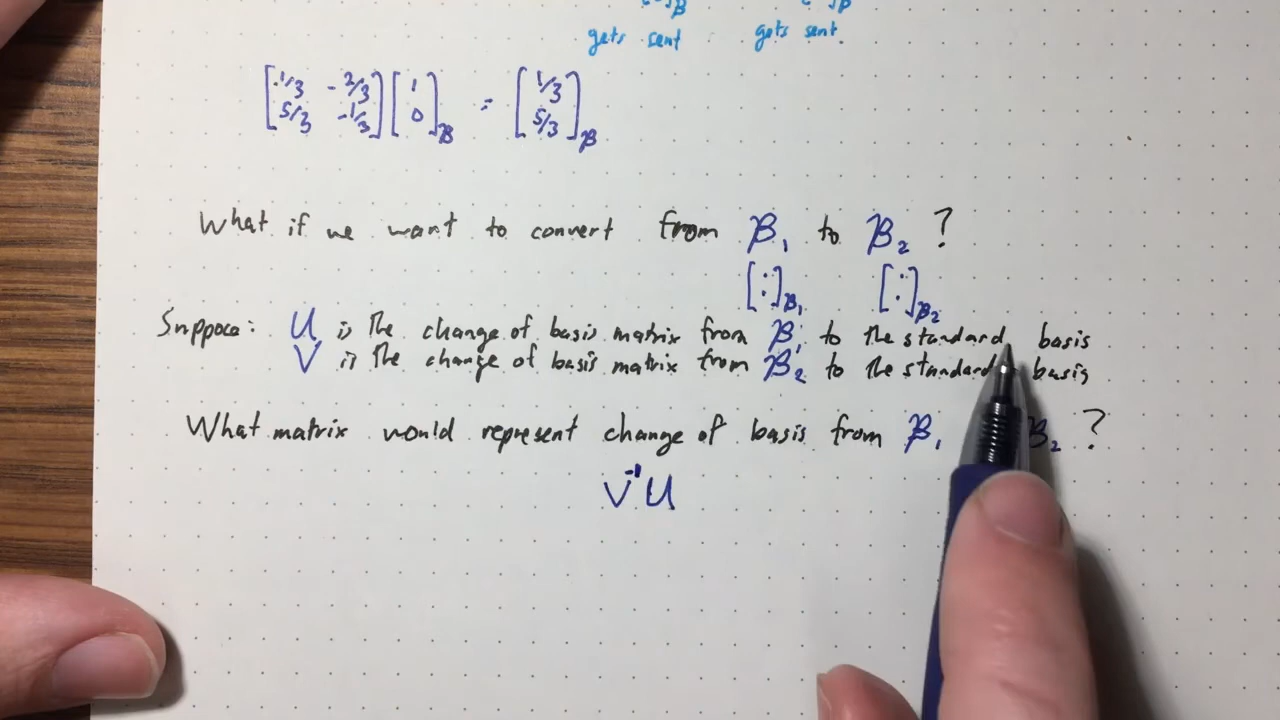 gets sent gets sent
[1/3 -2/3 5/3 -1/3] [1 0]B = [1/3 5/3]B
What if we want to convert from B1 to B2 ?
[:]B1 [:]B2
Suppose: U is the change of basis matrix from B1 to the standard basis
V is the change of basis matrix from B2 to the standard basis
What matrix would represent change of basis from B1 B2 ?
V-1 U